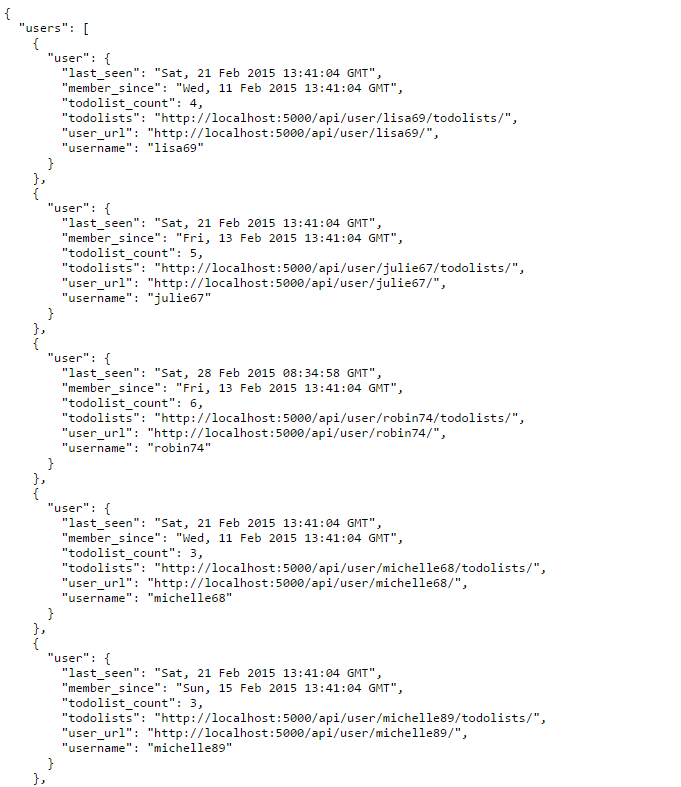 {
  "users": [
    {
      "user": {
        "last_seen": "Sat, 21 Feb 2015 13:41:04 GMT",
        "member_since": "Wed, 11 Feb 2015 13:41:04 GMT",
        "todolist_count": 4,
        "todolists": "http://localhost:5000/api/user/lisa69/todolists/",
        "user_url": "http://localhost:5000/api/user/lisa69/",
        "username": "lisa69"
      }
    },
    {
      "user": {
        "last_seen": "Sat, 21 Feb 2015 13:41:04 GMT",
        "member_since": "Fri, 13 Feb 2015 13:41:04 GMT",
        "todolist_count": 5,
        "todolists": "http://localhost:5000/api/user/julie67/todolists/",
        "user_url": "http://localhost:5000/api/user/julie67/",
        "username": "julie67"
      }
    },
    {
      "user": {
        "last_seen": "Sat, 28 Feb 2015 08:34:58 GMT",
        "member_since": "Fri, 13 Feb 2015 13:41:04 GMT",
        "todolist_count": 6,
        "todolists": "http://localhost:5000/api/user/robin74/todolists/",
        "user_url": "http://localhost:5000/api/user/robin74/",
        "username": "robin74"
      }
    },
    {
      "user": {
        "last_seen": "Sat, 21 Feb 2015 13:41:04 GMT",
        "member_since": "Wed, 11 Feb 2015 13:41:04 GMT",
        "todolist_count": 3,
        "todolists": "http://localhost:5000/api/user/michelle68/todolists/",
        "user_url": "http://localhost:5000/api/user/michelle68/",
        "username": "michelle68"
      }
    },
    {
      "user": {
        "last_seen": "Sat, 21 Feb 2015 13:41:04 GMT",
        "member_since": "Sun, 15 Feb 2015 13:41:04 GMT",
        "todolist_count": 3,
        "todolists": "http://localhost:5000/api/user/michelle89/todolists/",
        "user_url": "http://localhost:5000/api/user/michelle89/",
        "username": "michelle89"
      }
    },